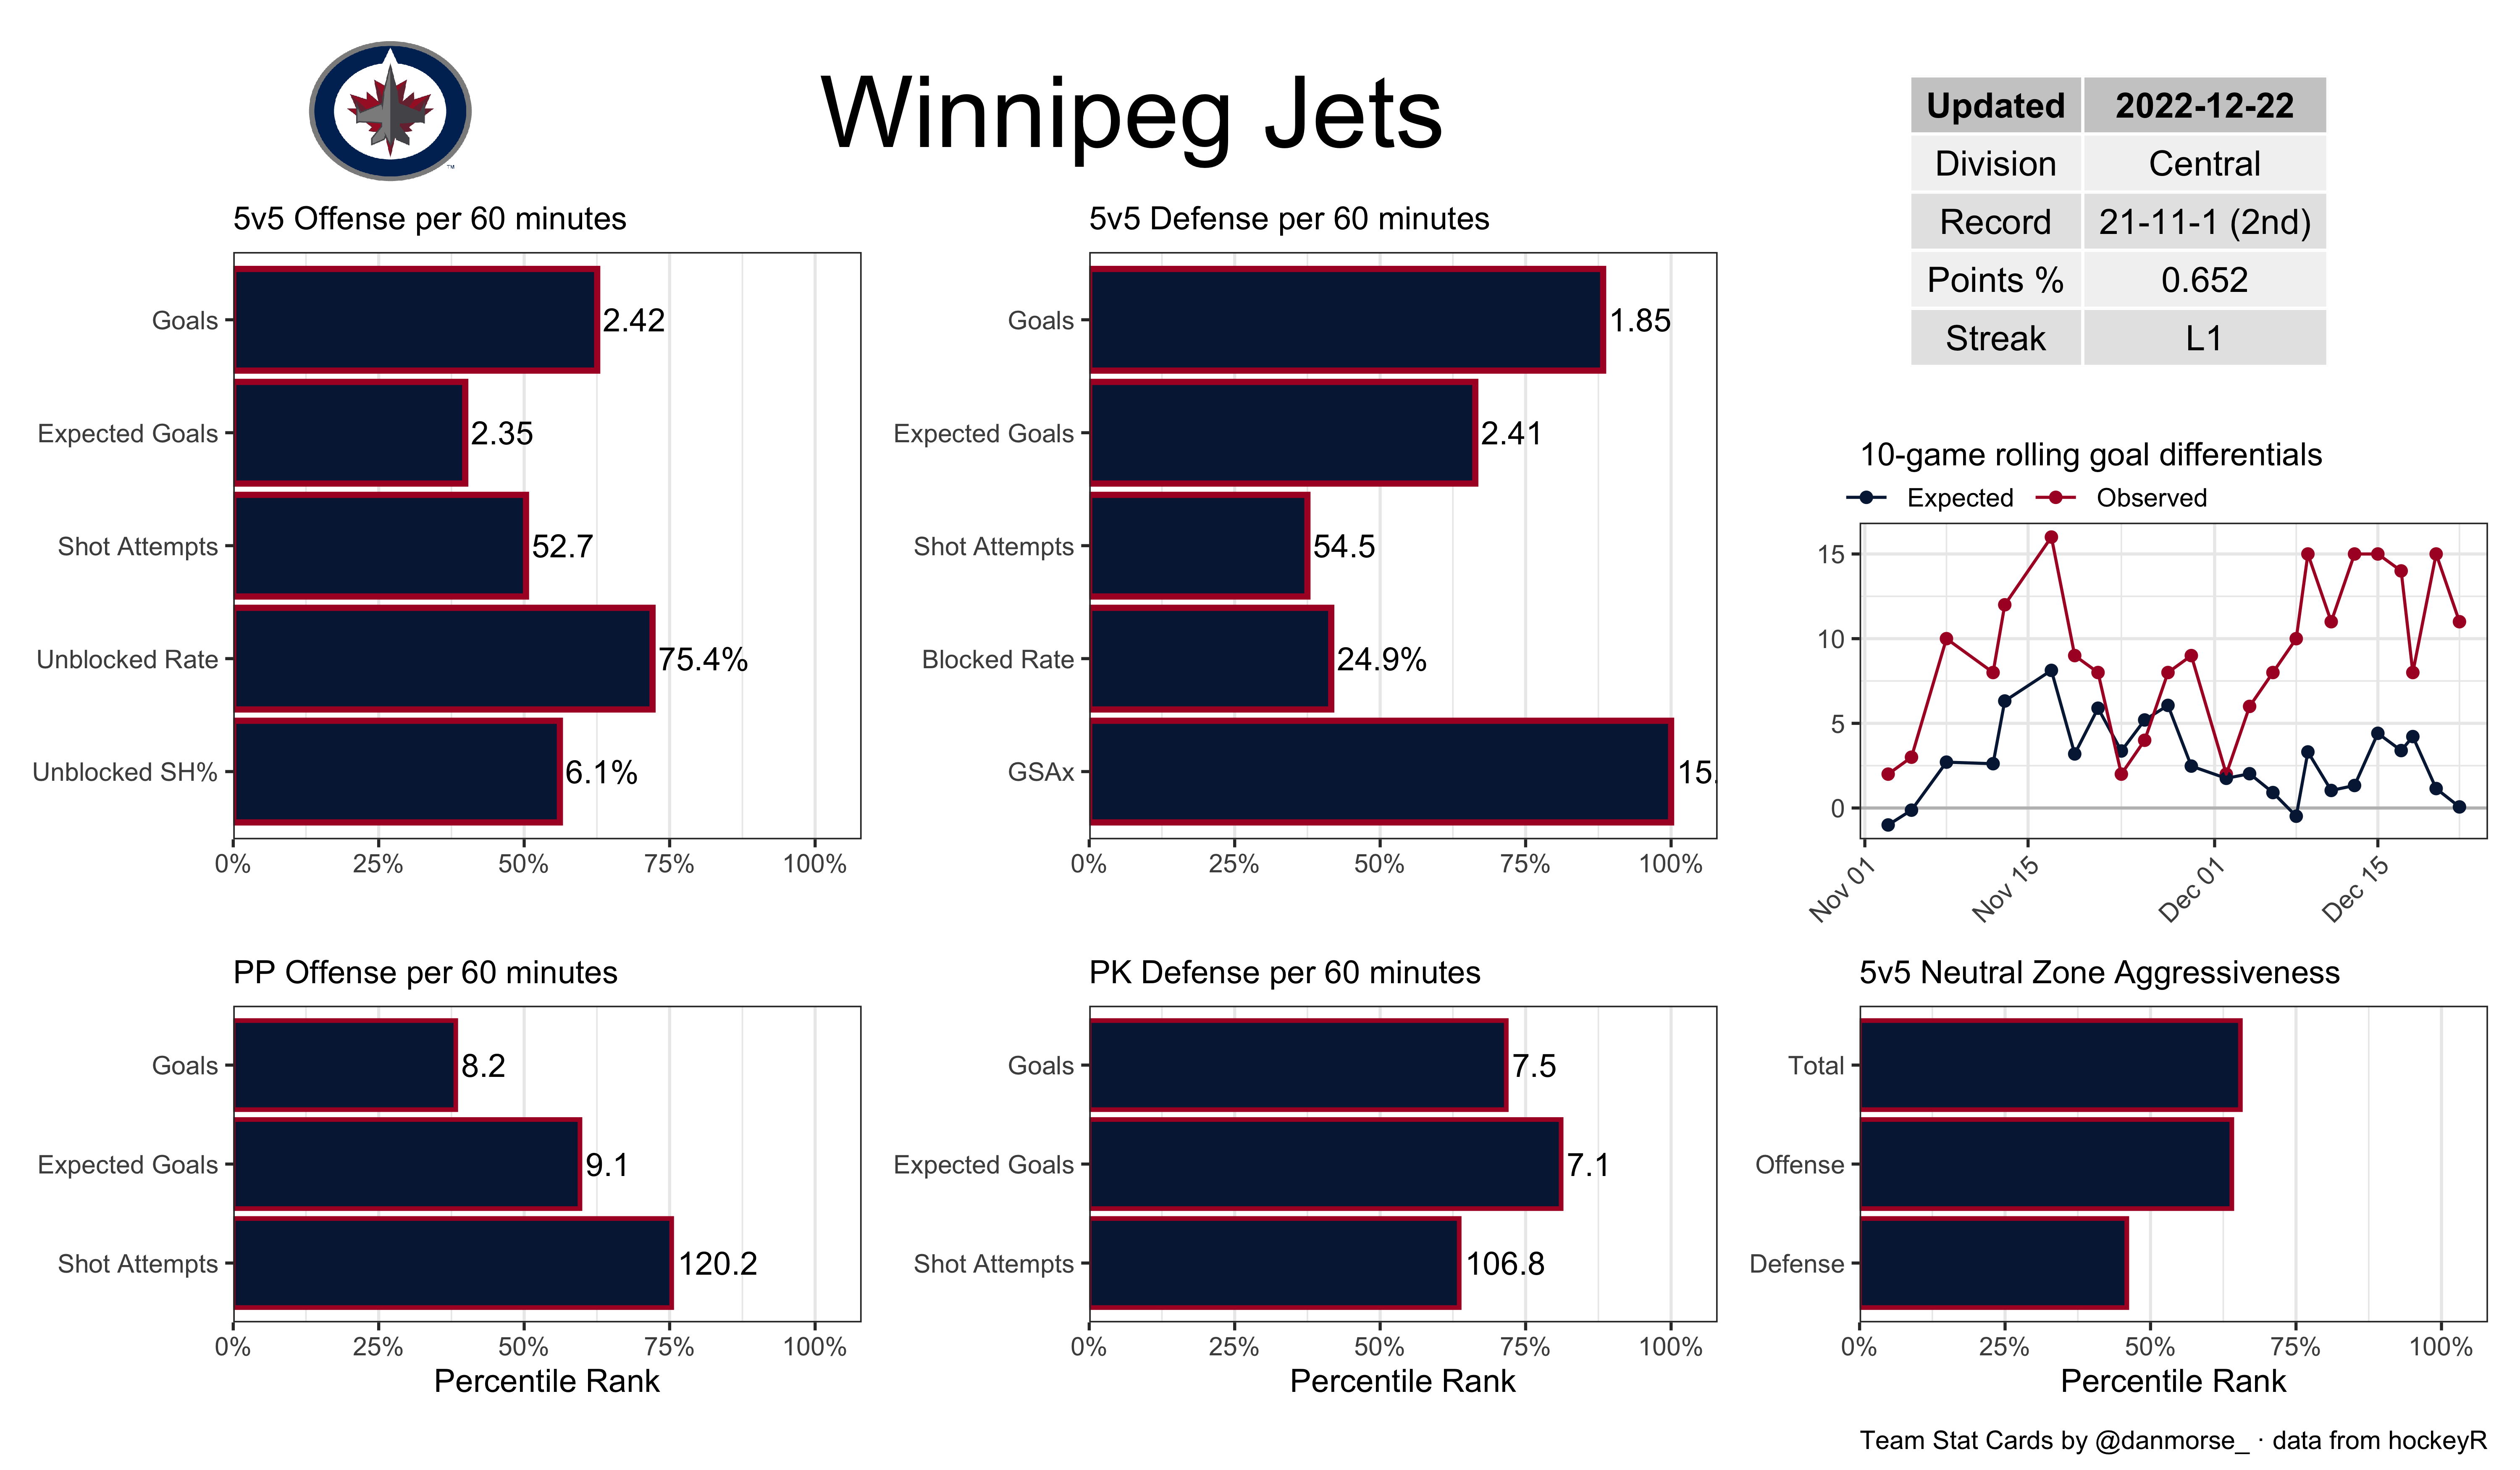 Winnipeg Jets
Updated 2022-12-22
Division Central
Record 21-11-1 (2nd)
Points % 0.652
Streak L1
5v5 Offense per 60 minutes
Goals 2.42
Expected Goals 2.35
Shot Attempts 52.7
Unblocked Rate 75.4%
Unblocked SH% 6.1%
0% 25% 50% 75% 100%
5v5 Defense per 60 minutes
Goals 1.85
Expected Goals 2.41
Shot Attempts 54.5
Blocked Rate 24.9%
GSAx 15.
0% 25% 50% 75% 100%
10-game rolling goal differentials
Expected Observed
15
10
5
0
Nov 01 Nov 15 Dec 01 Dec 15
PP Offense per 60 minutes
Goals 8.2
Expected Goals 9.1
Shot Attempts 120.2
0% 25% 50% 75% 100%
Percentile Rank
PK Defense per 60 minutes
Goals 7.5
Expected Goals 7.1
Shot Attempts 106.8
0% 25% 50% 75% 100%
Percentile Rank
5v5 Neutral Zone Aggressiveness
Total
Offense
Defense
0% 25% 50% 75% 100%
Percentile Rank
Team Stat Cards by @danmorse_ · data from hockeyR